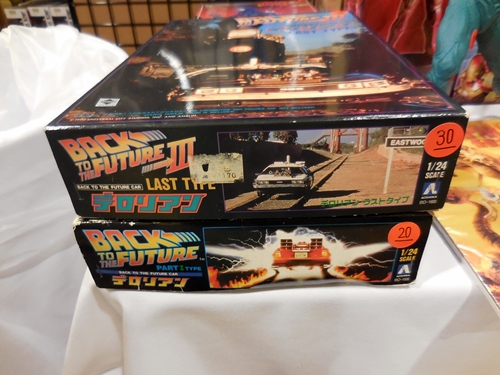 BACK
TO THE FUTURE III
BACK TO THE FUTURE CAR
LAST TYPE
デロリアン
デロリアン・ラストタイプ
EASTWOO
30
1/24
SCALE
BACK
TO THE FUTURE
PART 1 TYPE
BACK TO THE FUTURE CAR
デロリアン
20
1/24
SCALE